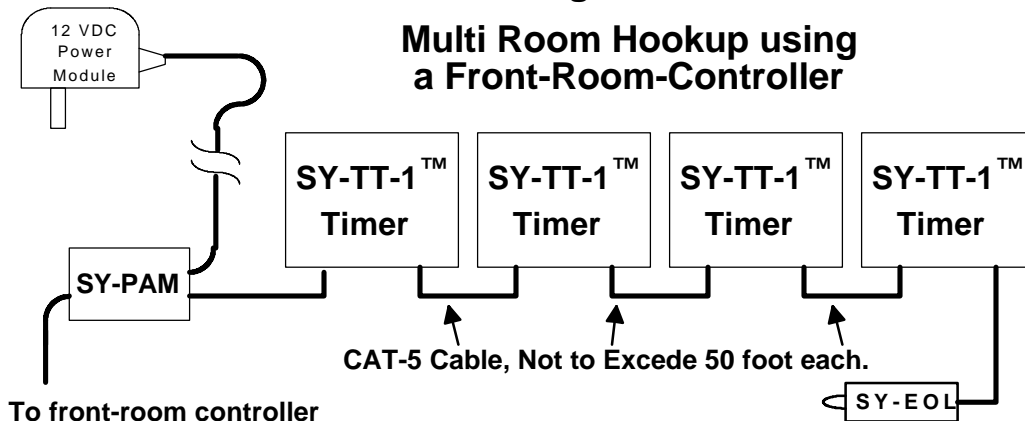 Multi Room Hookup using
a Front-Room-Controller
12 VDC
Power
Module
SY-TT-1™
Timer
SY-TT-1™
Timer
SY-TT-1™
Timer
SY-TT-1™
Timer
SY-PAM
CAT-5 Cable, Not to Excede 50 foot each.
SY-EOL
To front-room controller